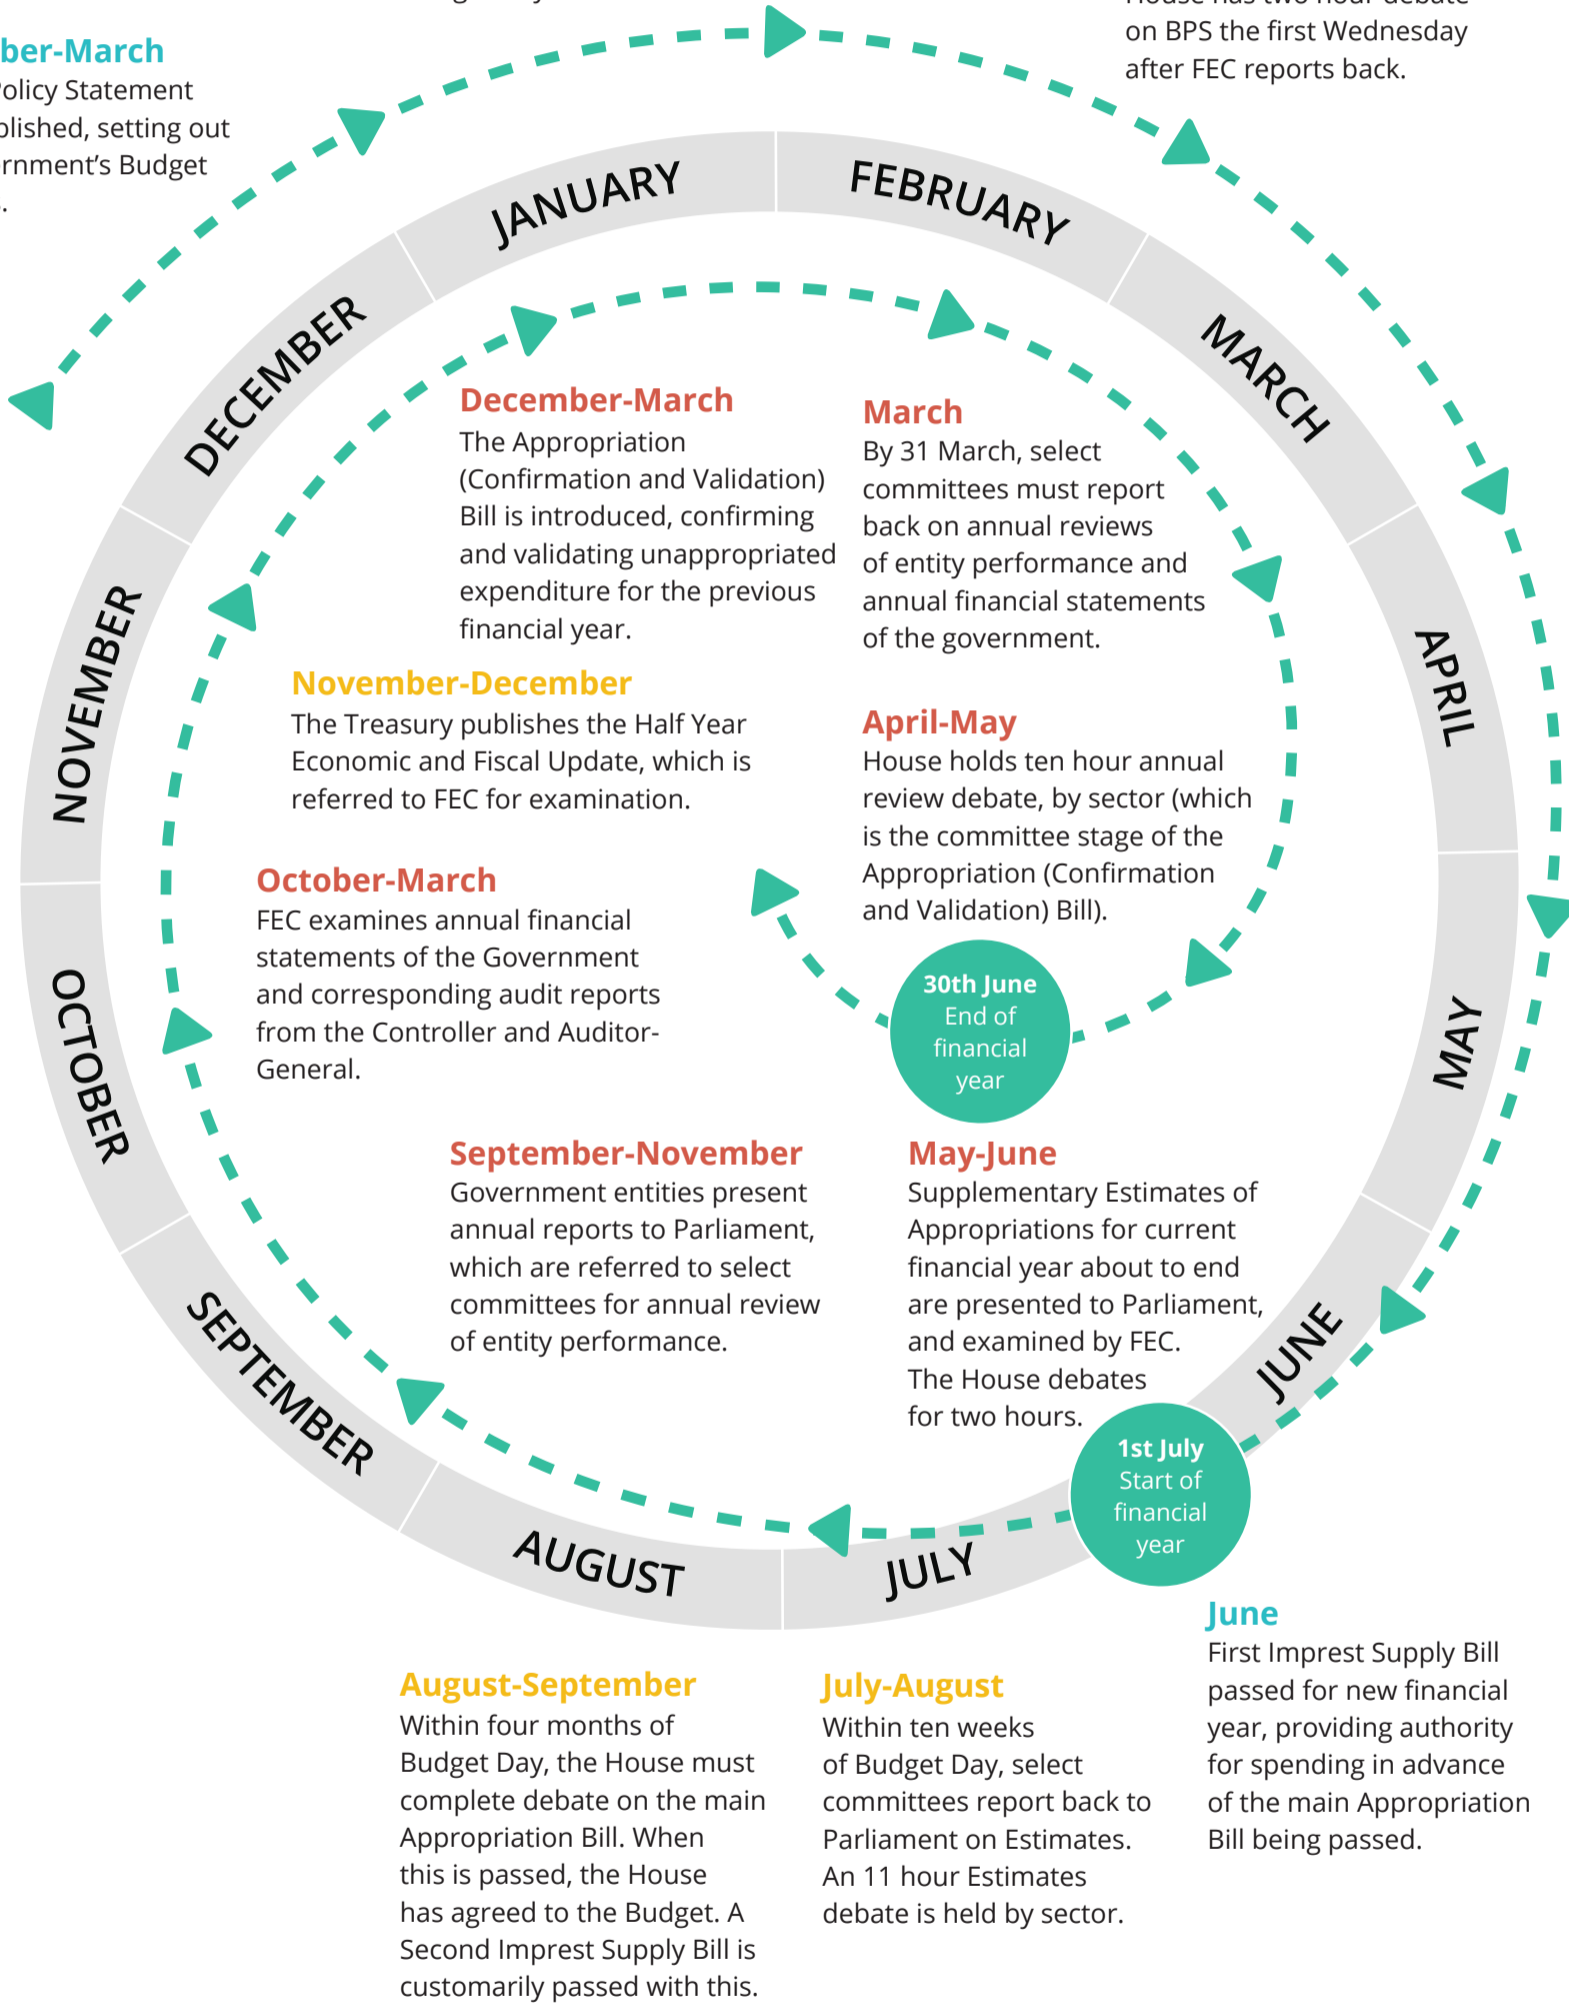 on BPS the first Wednesday
after FEC reports back.
ber-March
olicy Statement
blished, setting out
rnment's Budget
JANUARY
FEBRUARY
MARCH
APRIL
MAY
JUNE
JULY
AUGUST
SEPTEMBER
OCTOBER
NOVEMBER
DECEMBER
December-March
The Appropriation
(Confirmation and Validation)
Bill is introduced, confirming
and validating unappropriated
expenditure for the previous
financial year.
March
By 31 March, select
committees must report
back on annual reviews
of entity performance and
annual financial statements
of the government.
November-December
The Treasury publishes the Half Year
Economic and Fiscal Update, which is
referred to FEC for examination.
April-May
House holds ten hour annual
review debate, by sector (which
is the committee stage of the
Appropriation (Confirmation
and Validation) Bill).
October-March
FEC examines annual financial
statements of the Government
and corresponding audit reports
from the Controller and Auditor-
General.
30th June
End of
financial
year
September-November
Government entities present
annual reports to Parliament,
which are referred to select
committees for annual review
of entity performance.
May-June
Supplementary Estimates of
Appropriations for current
financial year about to end
are presented to Parliament,
and examined by FEC.
The House debates
for two hours.
1st July
Start of
financial
year
August-September
Within four months of
Budget Day, the House must
complete debate on the main
Appropriation Bill. When
this is passed, the House
has agreed to the Budget. A
Second Imprest Supply Bill is
customarily passed with this.
July-August
Within ten weeks
of Budget Day, select
committees report back to
Parliament on Estimates.
An 11 hour Estimates
debate is held by sector.
June
First Imprest Supply Bill
passed for new financial
year, providing authority
for spending in advance
of the main Appropriation
Bill being passed.